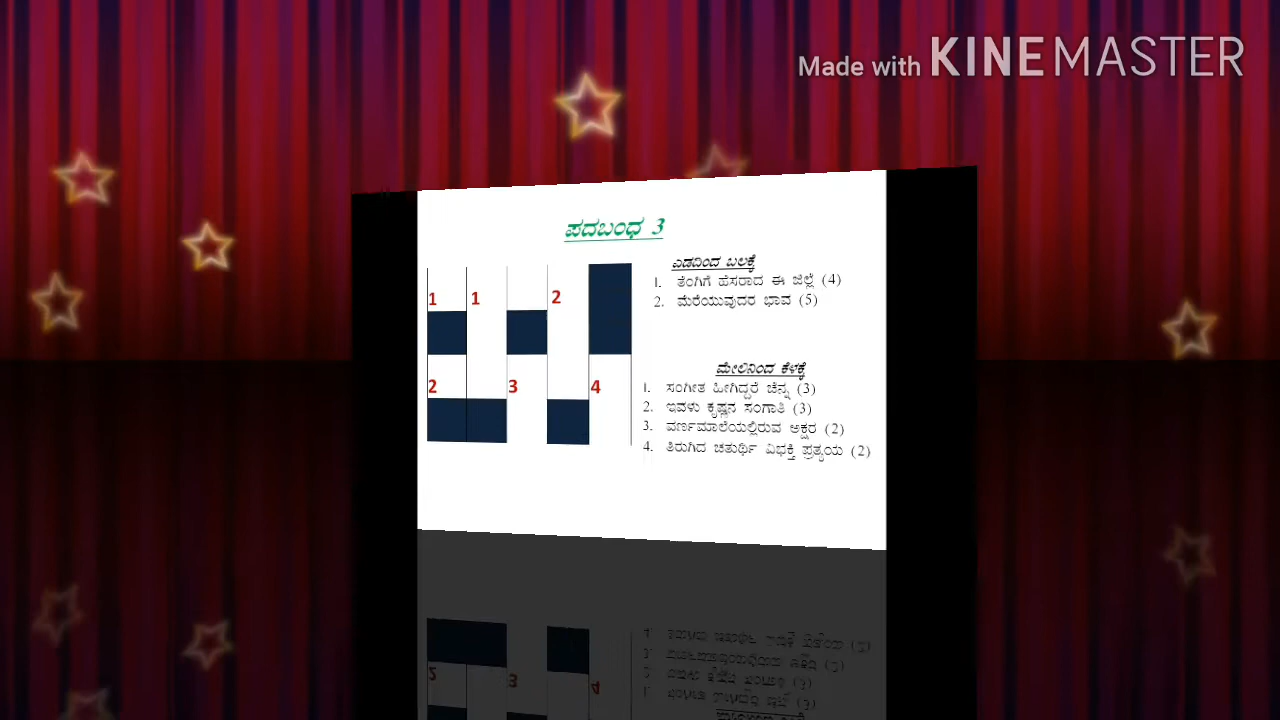 Made with KINEMASTER
ಪದಬಂಧ 3
ಎಡದಿಂದ ಬಲಕ್ಕೆ
1. ತೆಂಗಿಗೆ ಹೆಸರಾದ ಈ ಜಿಲ್ಲೆ (4)
2. ಮೆರೆಯುವುದರ ಭಾವ (5)
1 1 2
2 3 4
ಮೇಲಿನಿಂದ ಕೆಳಕ್ಕೆ
1. ಸಂಗೀತ ಹೀಗಿದ್ದರೆ ಚೆನ್ನ (3)
2. ಇವಳು ಕೃಷ್ಣನ ಸಂಗಾತಿ (3)
3. ವರ್ಣಮಾಲೆಯಲ್ಲಿರುವ ಅಕ್ಷರ (2)
4. ತಿರುಗಿದ ಚತುರ್ಥಿ ವಿಭಕ್ತಿ ಪ್ರತ್ಯಯ (2)